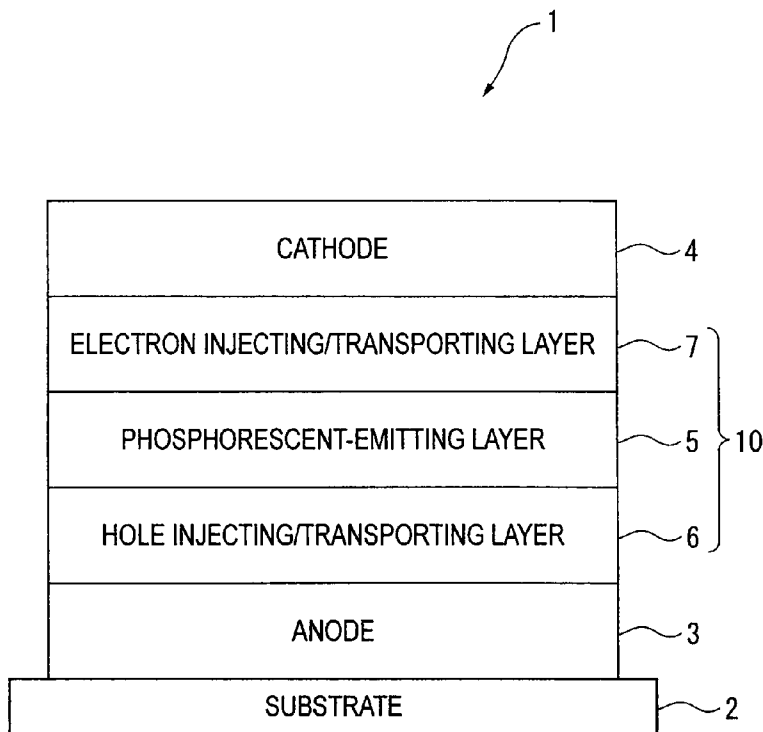 1
CATHODE 4
ELECTRON INJECTING/TRANSPORTING LAYER 7
PHOSPHORESCENT-EMITTING LAYER 5 10
HOLE INJECTING/TRANSPORTING LAYER 6
ANODE 3
SUBSTRATE 2